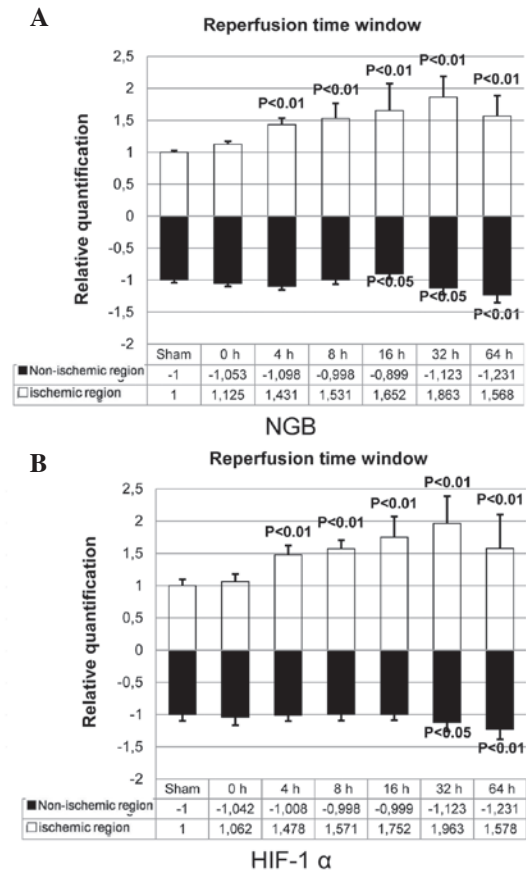 A
Reperfusion time window
Relative quantification
2,5
2
1,5
1
0,5
0
-0,5
-1
-1,5
-2
P<0.01
P<0.01
P<0.01
P<0.01
P<0.01
P<0.05
P<0.05
P<0.01
Sham 0 h 4 h 8 h 16 h 32 h 64 h
Non-ischemic region -1 -1,053 -1,098 -0,998 -0,899 -1,123 -1,231
ischemic region 1 1,125 1,431 1,531 1,652 1,863 1,568
NGB
B
Reperfusion time window
Relative quantification
2,5
2
1,5
1
0,5
0
-0,5
-1
-1,5
-2
P<0.01
P<0.01
P<0.01
P<0.01
P<0.01
P<0.05
P<0.01
Sham 0 h 4 h 8 h 16 h 32 h 64 h
Non-ischemic region -1 -1,042 -1,008 -0,998 -0,999 -1,123 -1,231
ischemic region 1 1,062 1,478 1,571 1,752 1,963 1,578
HIF-1 α